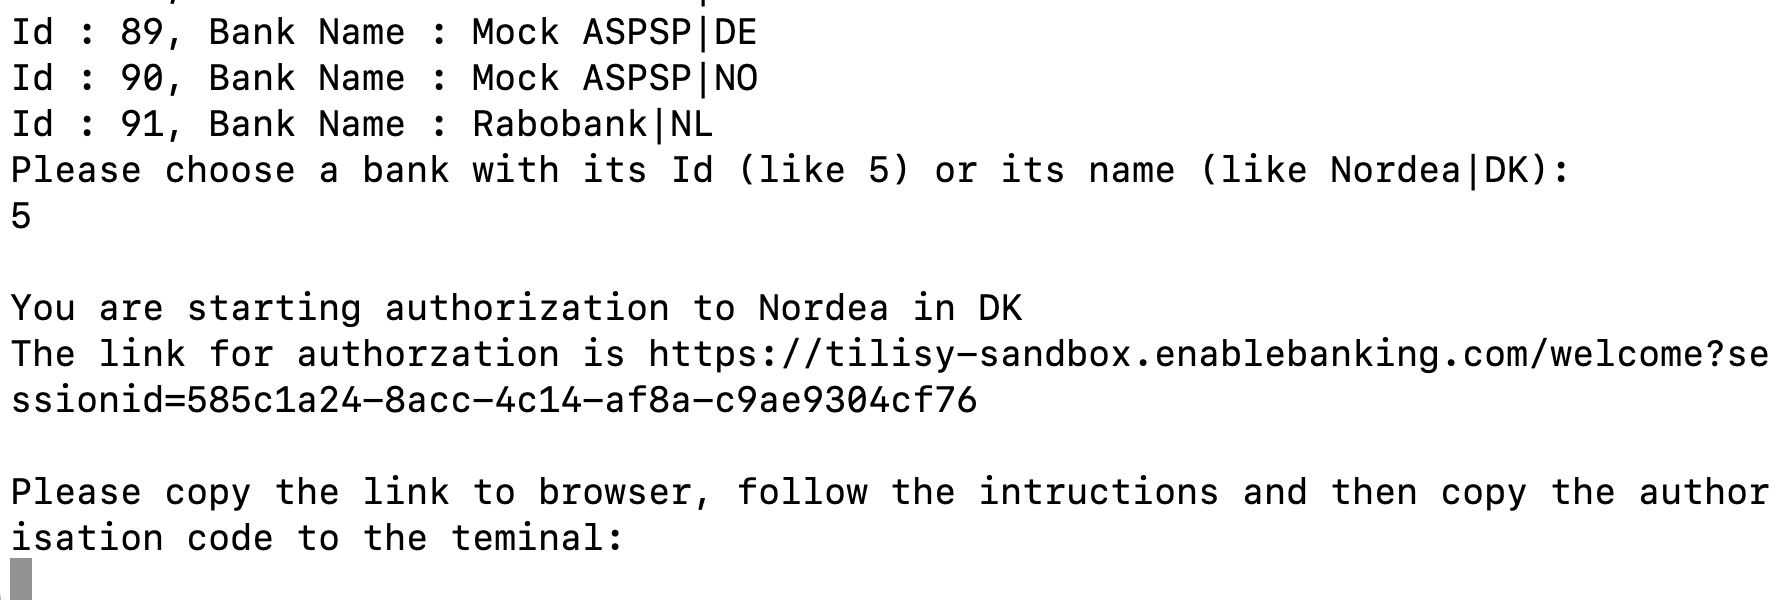 Id : 89, Bank Name : Mock ASPSP|DE
Id : 90, Bank Name : Mock ASPSP|NO
Id : 91, Bank Name : Rabobank|NL
Please choose a bank with its Id (like 5) or its name (like Nordea|DK):
5
You are starting authorization to Nordea in DK
The link for authorzation is https://tilisy-sandbox.enablebanking.com/welcome?se
ssionid=585c1a24-8acc-4c14-af8a-c9ae9304cf76
Please copy the link to browser, follow the intructions and then copy the author
isation code to the teminal: